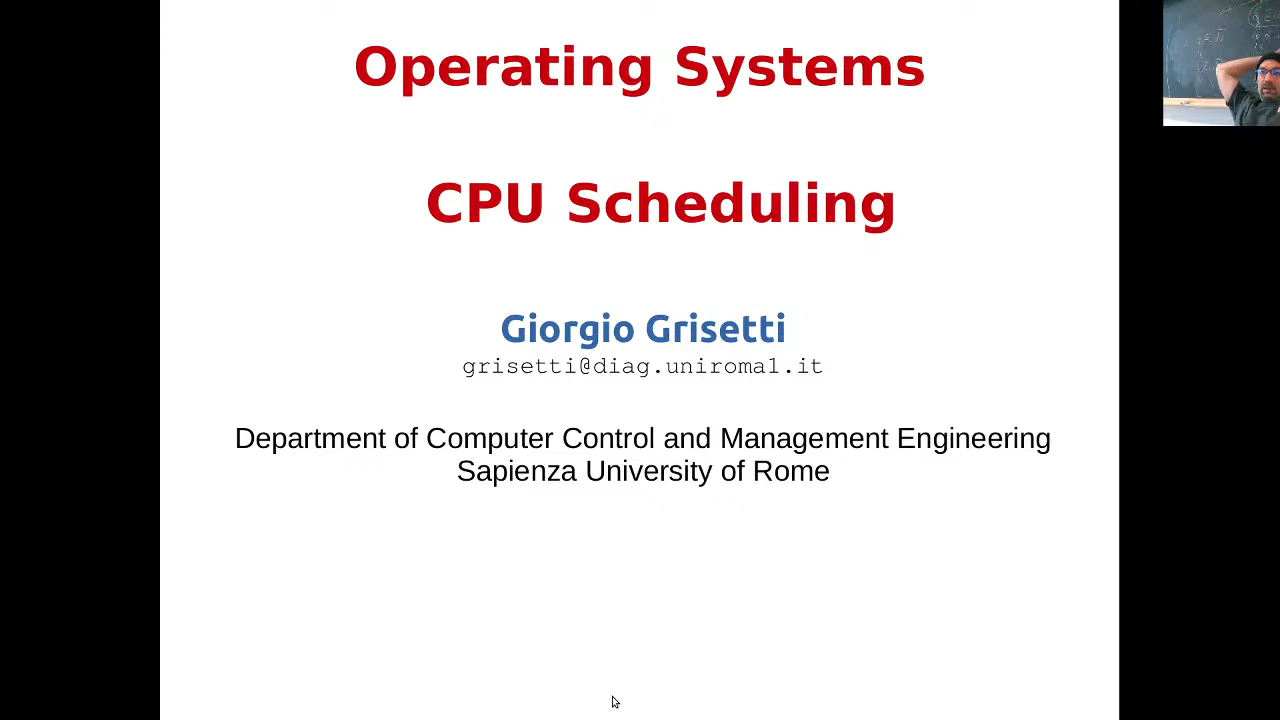 Operating Systems
CPU Scheduling
Giorgio Grisetti
grisetti@diag.uniroma1.it
Department of Computer Control and Management Engineering
Sapienza University of Rome